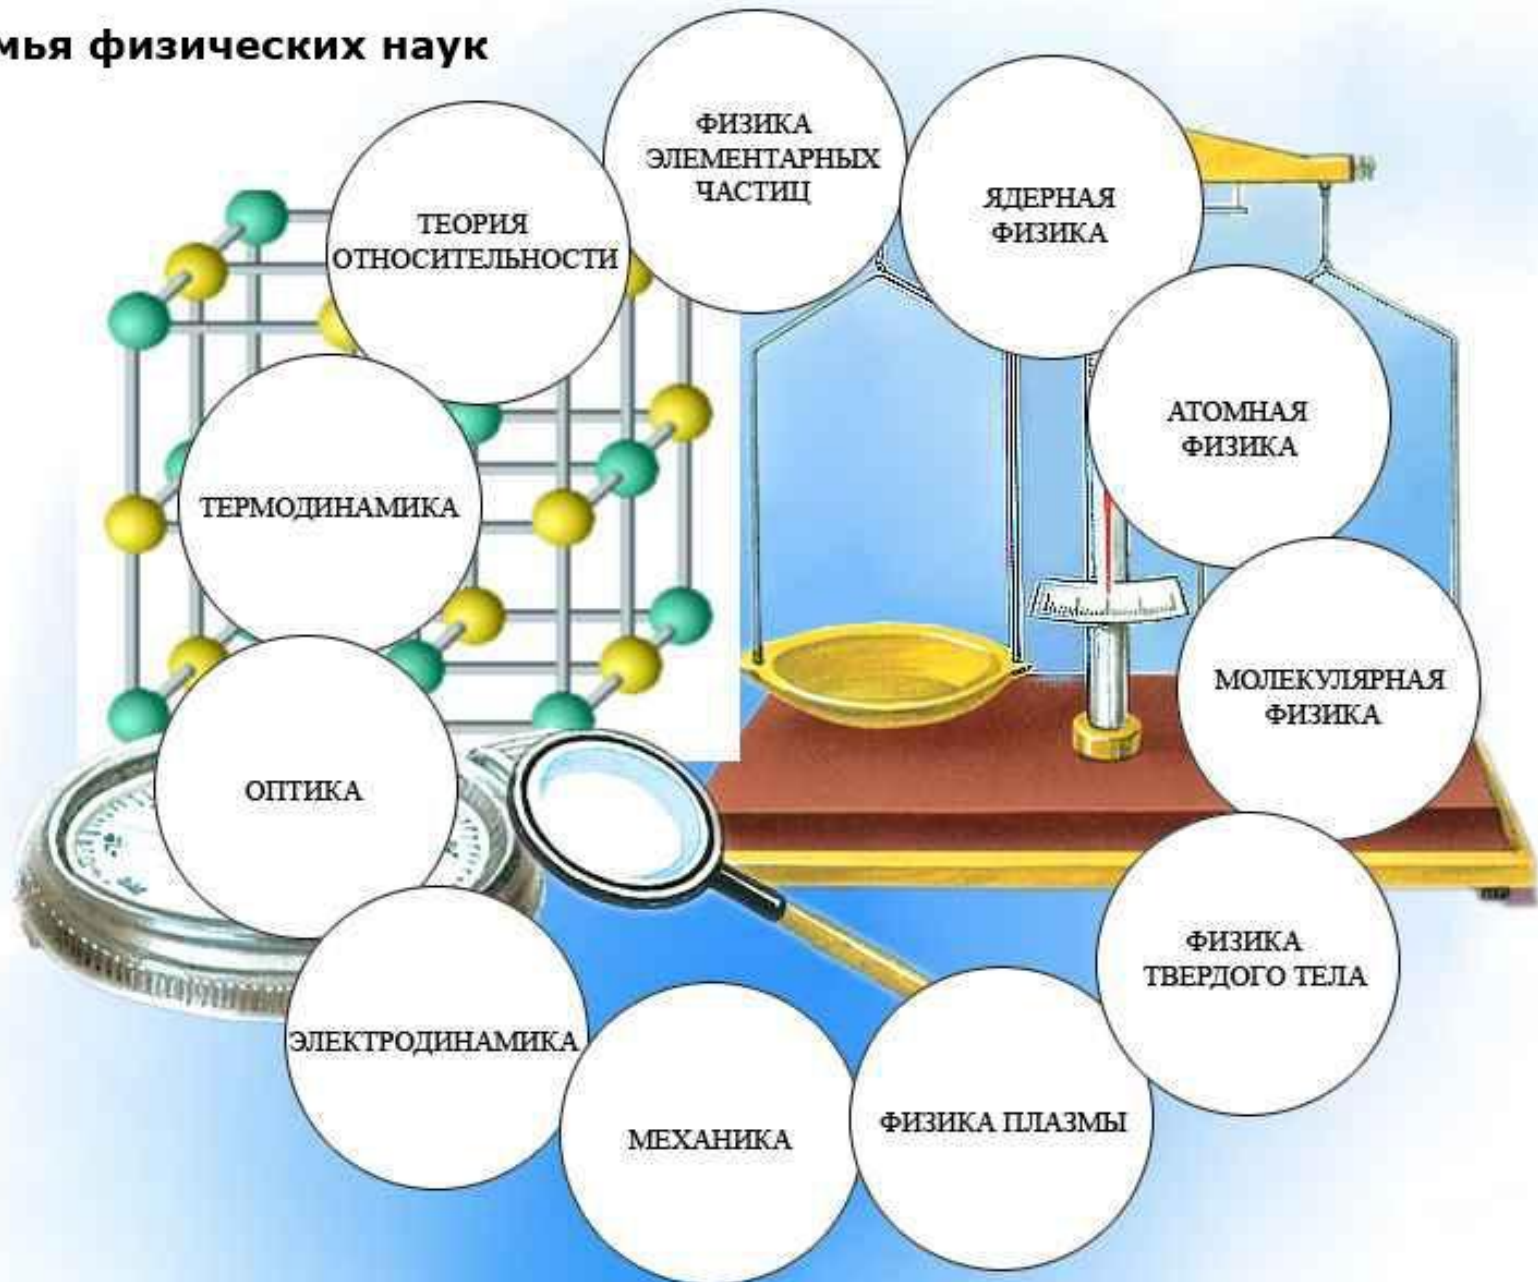 мья физических наук
ФИЗИКА
ЭЛЕМЕНТАРНЫХ
ЧАСТИЦ
ЯДЕРНАЯ
ФИЗИКА
ТЕОРИЯ
ОТНОСИТЕЛЬНОСТИ
АТОМНАЯ
ФИЗИКА
ТЕРМОДИНАМИКА
МОЛЕКУЛЯРНАЯ
ФИЗИКА
ОПТИКА
ФИЗИКА
ТВЕРДОГО ТЕЛА
ЭЛЕКТРОДИНАМИКА
МЕХАНИКА
ФИЗИКА ПЛАЗМЫ